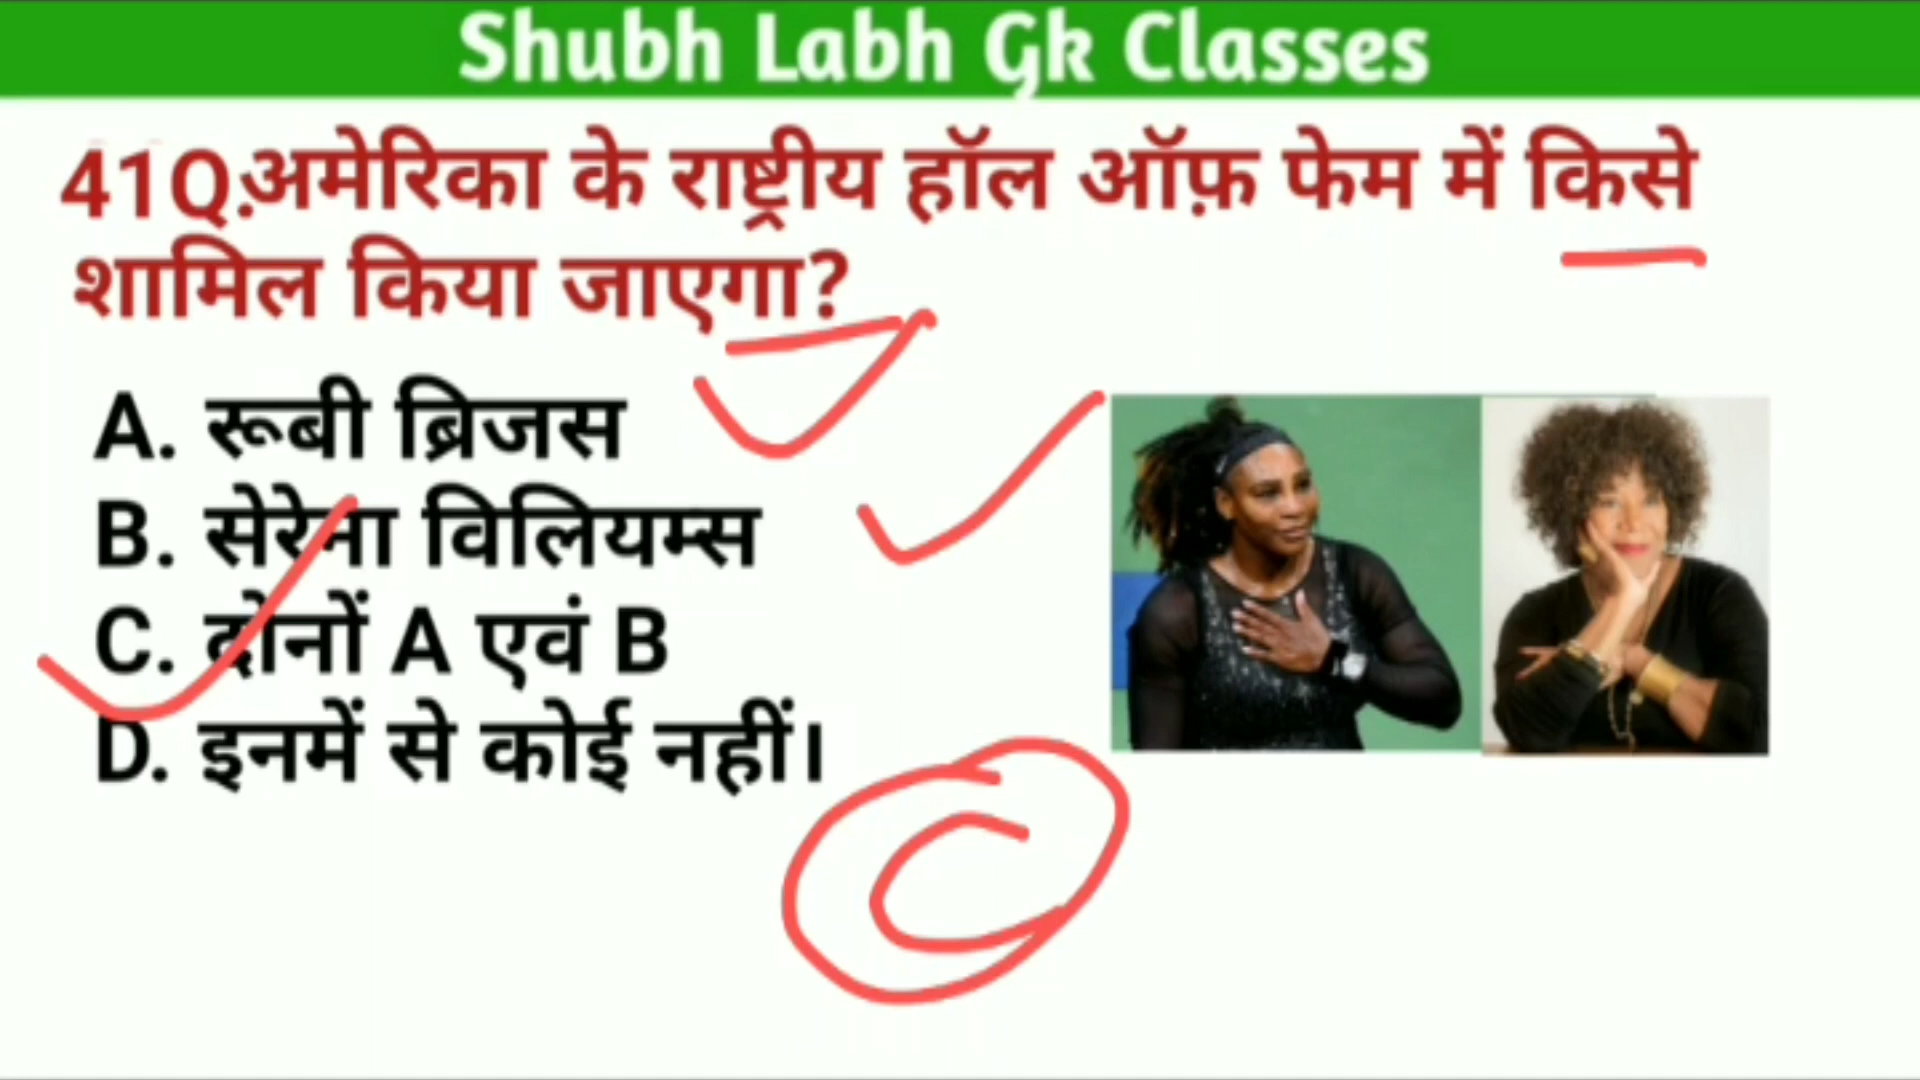 Shubh Labh Gk Classes
41Q.अमेरिका के राष्ट्रीय हॉल ऑफ़ फेम में किसे
शामिल किया जाएगा?
A. रूबी ब्रिजस
B. सेरेना विलियम्स
C. दोनों A एवं B
D. इनमें से कोई नहीं।
C